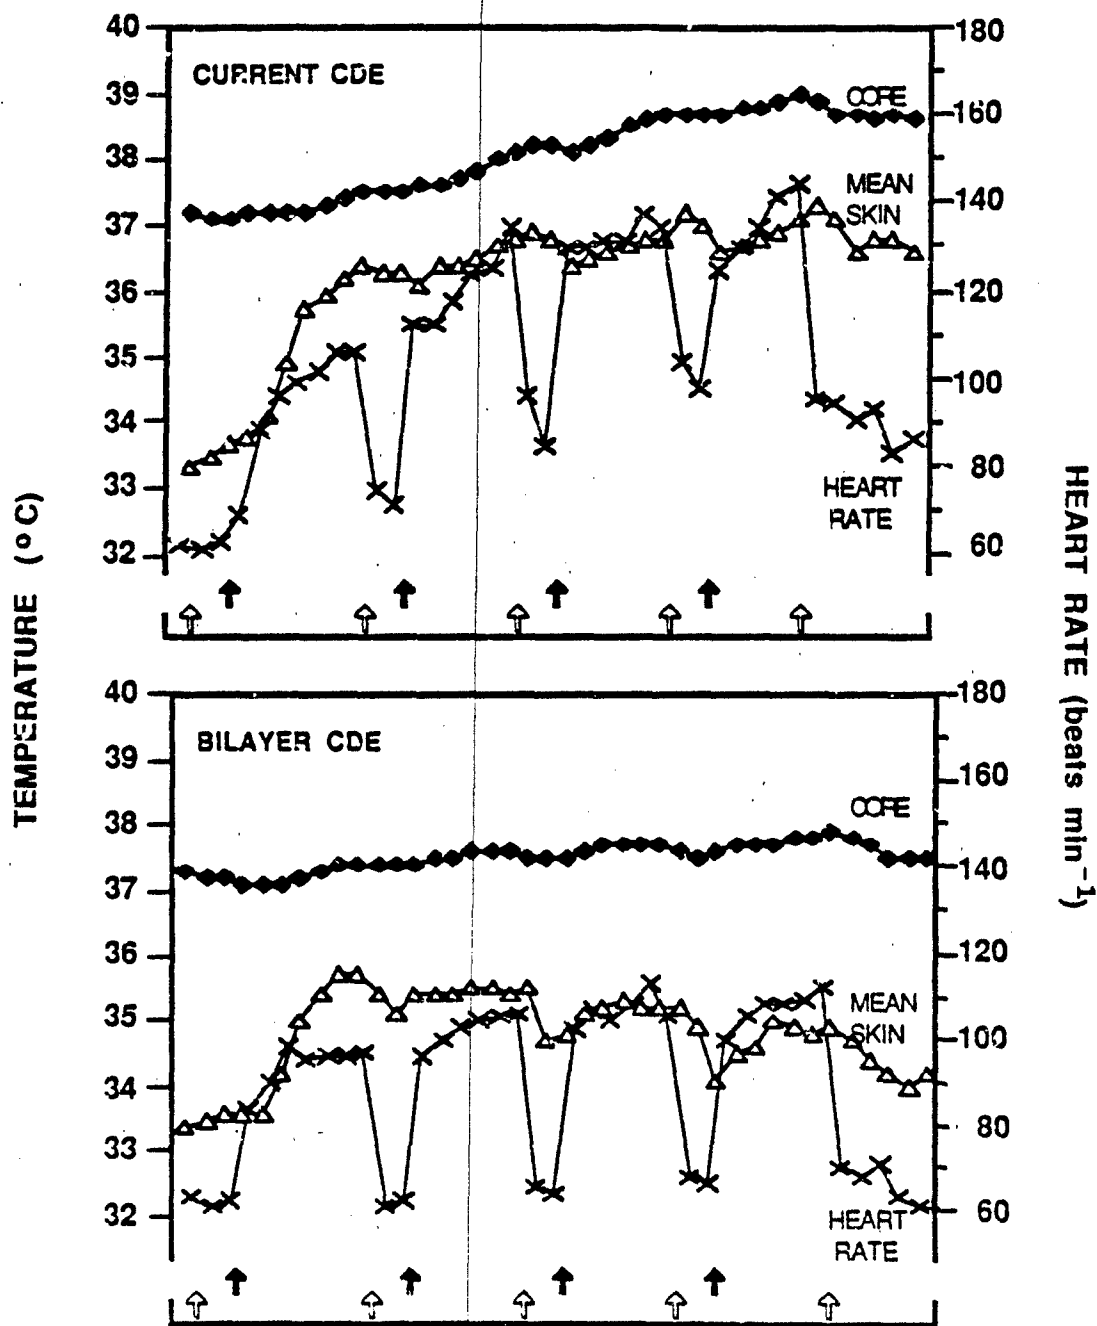 TEMPERATURE (°C)
40
39
38
37
36
35
34
33
32
CURRENT CDE
CORE
MEAN
SKIN
HEART
RATE
180
160
140
120
100
80
60
40
39
38
37
36
35
34
33
32
BILAYER CDE
CORE
MEAN
SKIN
HEART
RATE
180
160
140
120
100
80
60
HEART RATE (beats min⁻¹)